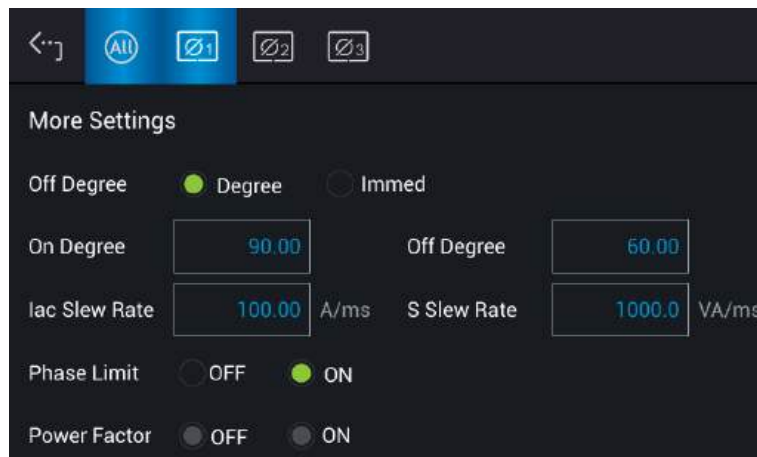 All Ø1 Ø2 Ø3
More Settings
Off Degree Degree Immed
On Degree 90.00 Off Degree 60.00
Iac Slew Rate 100.00 A/ms S Slew Rate 1000.0 VA/ms
Phase Limit OFF ON
Power Factor OFF ON